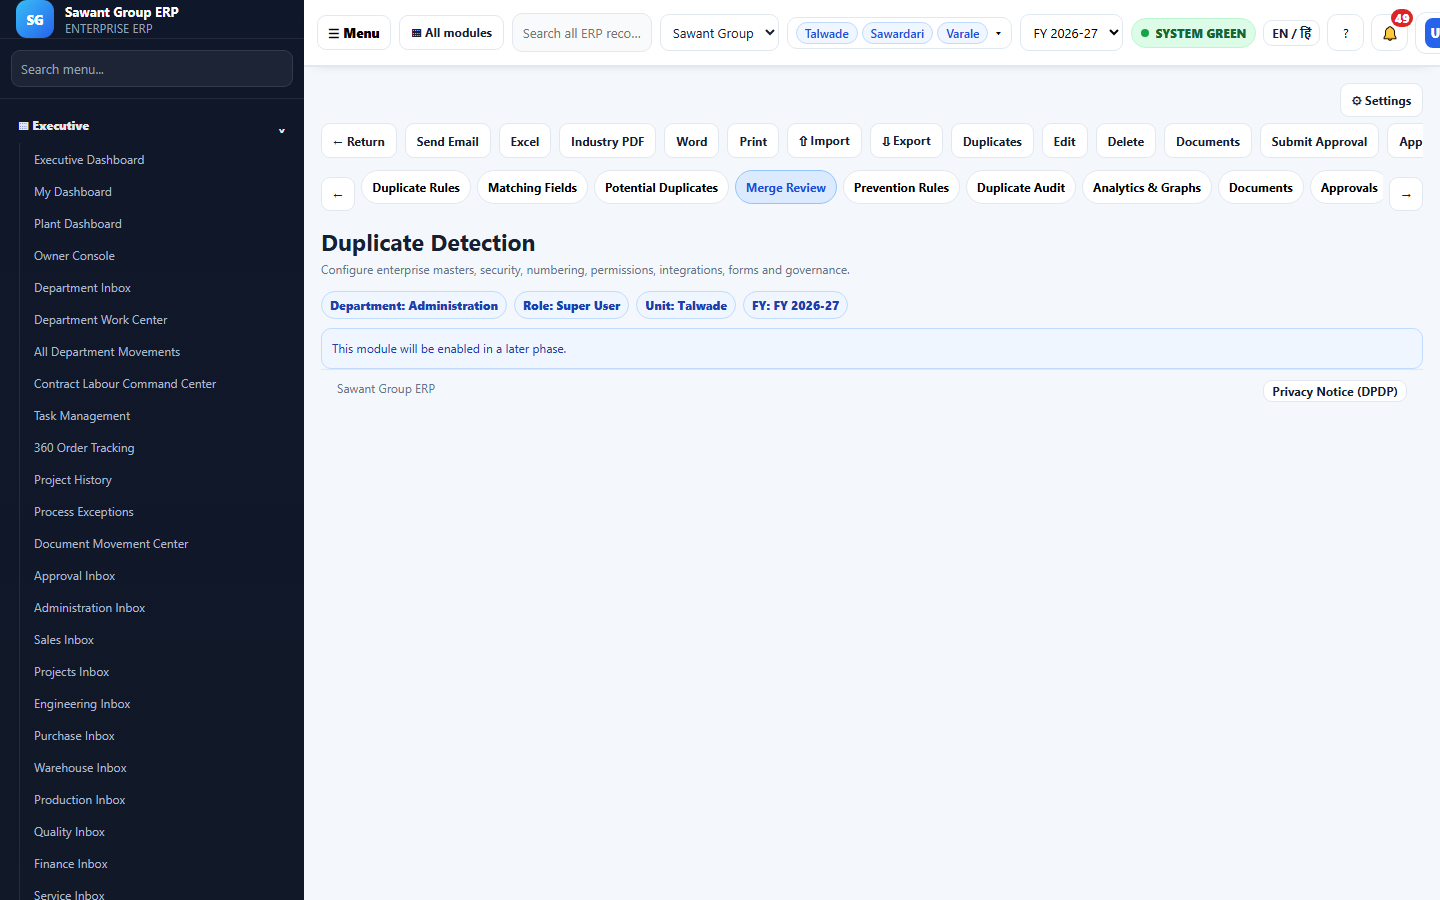 SG
Sawant Group ERP
ENTERPRISE ERP
Search menu...
Executive
Executive Dashboard
My Dashboard
Plant Dashboard
Owner Console
Department Inbox
Department Work Center
All Department Movements
Contract Labour Command Center
Task Management
360 Order Tracking
Project History
Process Exceptions
Document Movement Center
Approval Inbox
Administration Inbox
Sales Inbox
Projects Inbox
Engineering Inbox
Purchase Inbox
Warehouse Inbox
Production Inbox
Quality Inbox
Finance Inbox
Service Inbox
☰ Menu
All modules
Search all ERP reco...
Sawant Group
Talwade
Sawardari
Varale
FY 2026-27
SYSTEM GREEN
EN / हिं
?
49
U
⚙ Settings
← Return
Send Email
Excel
Industry PDF
Word
Print
⇧ Import
⇩ Export
Duplicates
Edit
Delete
Documents
Submit Approval
App
←
Duplicate Rules
Matching Fields
Potential Duplicates
Merge Review
Prevention Rules
Duplicate Audit
Analytics & Graphs
Documents
Approvals
→
Duplicate Detection
Configure enterprise masters, security, numbering, permissions, integrations, forms and governance.
Department: Administration
Role: Super User
Unit: Talwade
FY: FY 2026-27
This module will be enabled in a later phase.
Sawant Group ERP
Privacy Notice (DPDP)